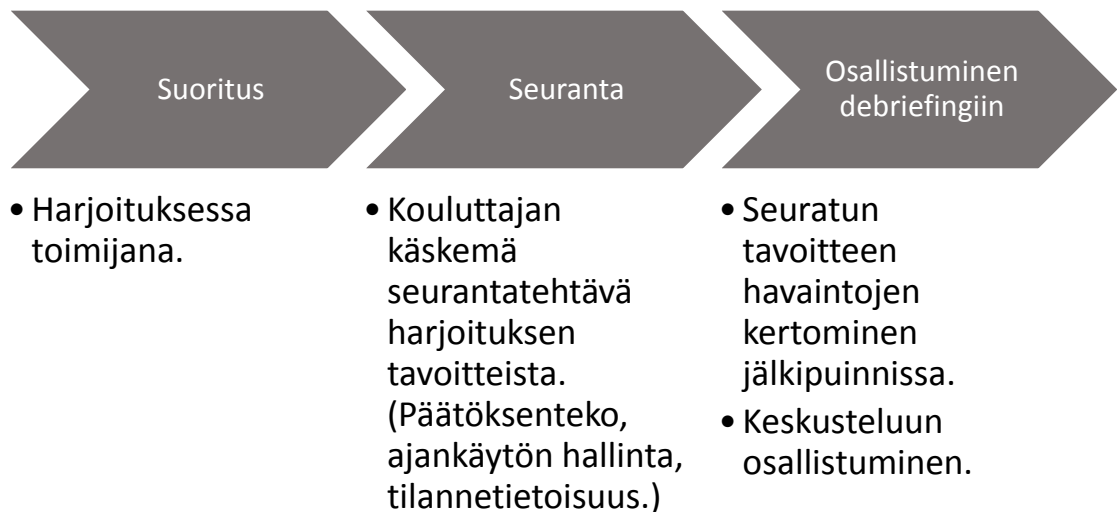 Suoritus
Seuranta
Osallistuminen
debriefingiin
• Harjoituksessa
toimijana.
• Kouluttajan
käskemä
seurantatehtävä
harjoituksen
tavoitteista.
(Päätöksenteko,
ajankäytön hallinta,
tilannetietoisuus.)
• Seuratun
tavoitteen
havaintojen
kertominen
jälkipuinnissa.
• Keskusteluun
osallistuminen.